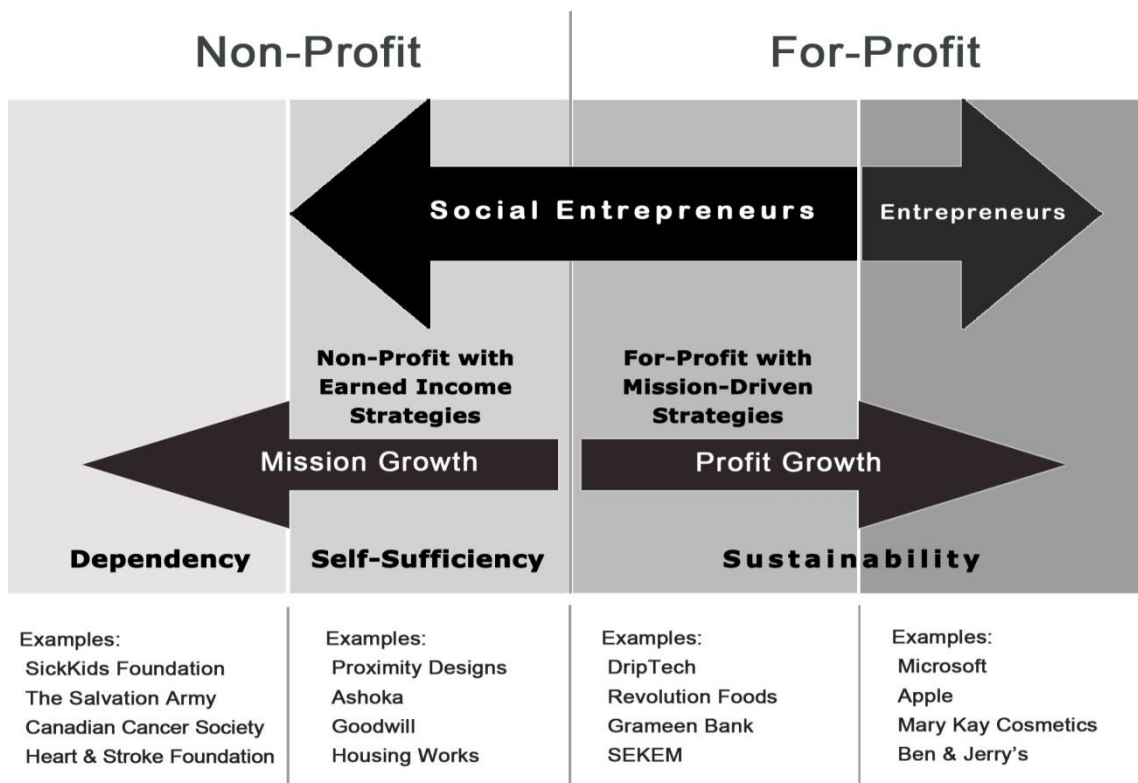 Non-Profit
For-Profit
Social Entrepreneurs
Entrepreneurs
Non-Profit with
Earned Income
Strategies
For-Profit with
Mission-Driven
Strategies
Mission Growth
Profit Growth
Dependency
Self-Sufficiency
Sustainability
Examples:
SickKids Foundation
The Salvation Army
Canadian Cancer Society
Heart & Stroke Foundation
Examples:
Proximity Designs
Ashoka
Goodwill
Housing Works
Examples:
DripTech
Revolution Foods
Grameen Bank
SEKEM
Examples:
Microsoft
Apple
Mary Kay Cosmetics
Ben & Jerry's